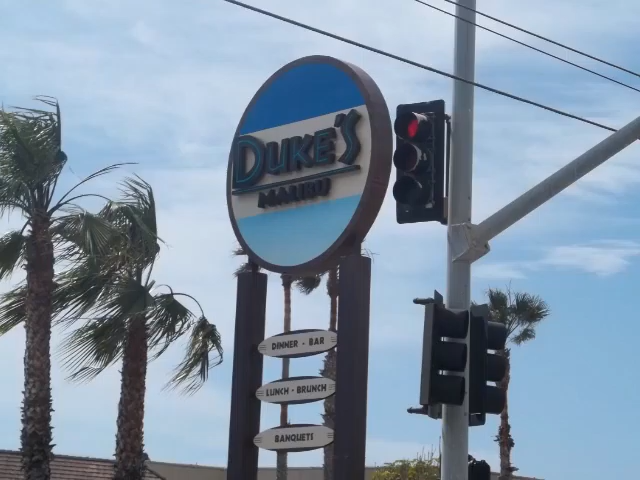 DUKE'S
MALIBU
DINNER · BAR
LUNCH · BRUNCH
BANQUETS